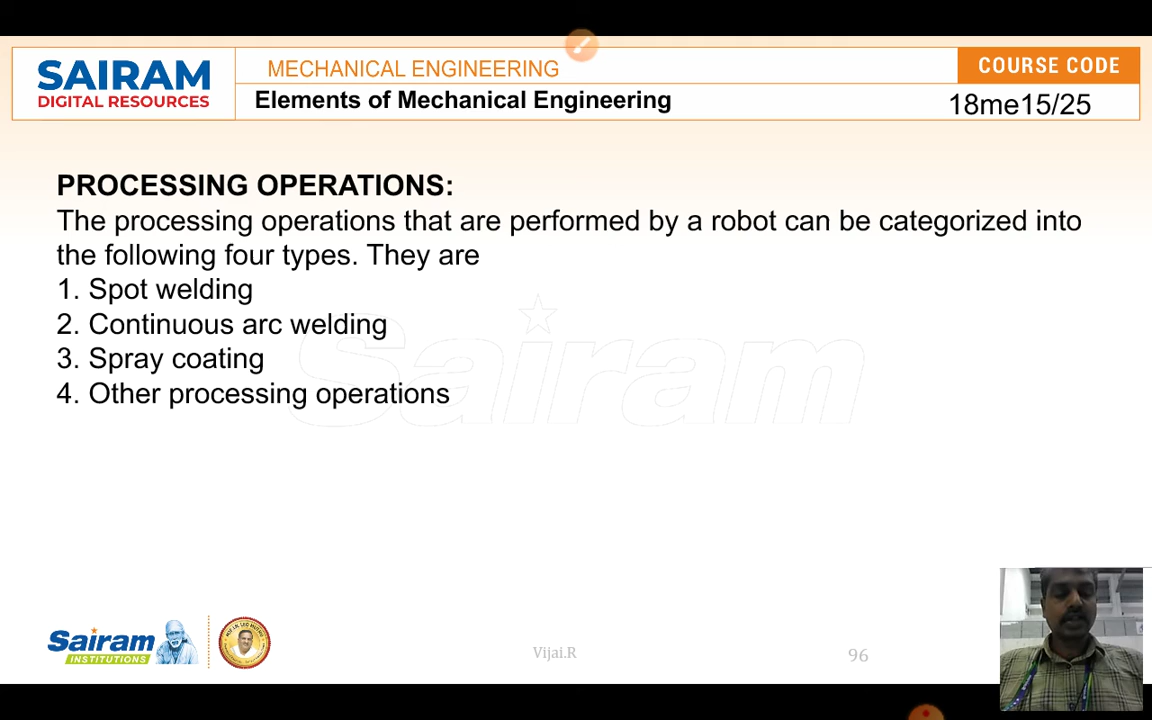 SAIRAM
DIGITAL RESOURCES
MECHANICAL ENGINEERING
Elements of Mechanical Engineering
COURSE CODE
18me15/25
PROCESSING OPERATIONS:
The processing operations that are performed by a robot can be categorized into
the following four types. They are
1. Spot welding
2. Continuous arc welding
3. Spray coating
4. Other processing operations
Sairam
Sairam
INSTITUTIONS
Vijai.R
96